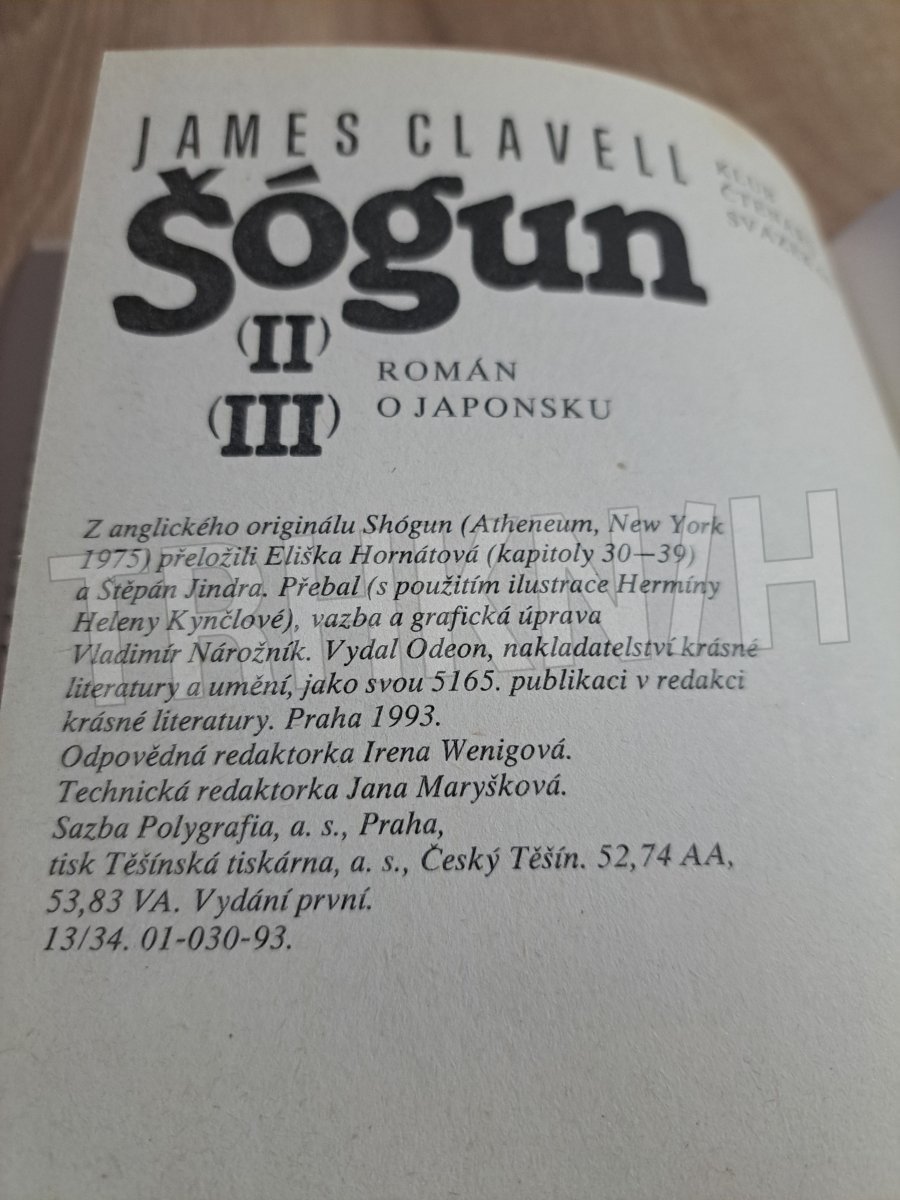 JAMES CLAVELL
Šógun
(II)
(III)
ROMÁN
O JAPONSKU
KLUB
Z anglického originálu Shógun (Atheneum, New York
1975) přeložili Eliška Hornátová (kapitoly 30—39)
a Štěpán Jindra. Přebal (s použitím ilustrace Hermíny
Heleny Kynčlové), vazba a grafická úprava
Vladimír Nárožník. Vydal Odeon, nakladatelství krásné
literatury a umění, jako svou 5165. publikaci v redakci
krásné literatury. Praha 1993.
Odpovědná redaktorka Irena Wenigová.
Technická redaktorka Jana Maryšková.
Sazba Polygrafia, a. s., Praha,
tisk Těšínská tiskárna, a. s., Český Těšín. 52,74 AA,
53,83 VA. Vydání první.
13/34. 01-030-93.